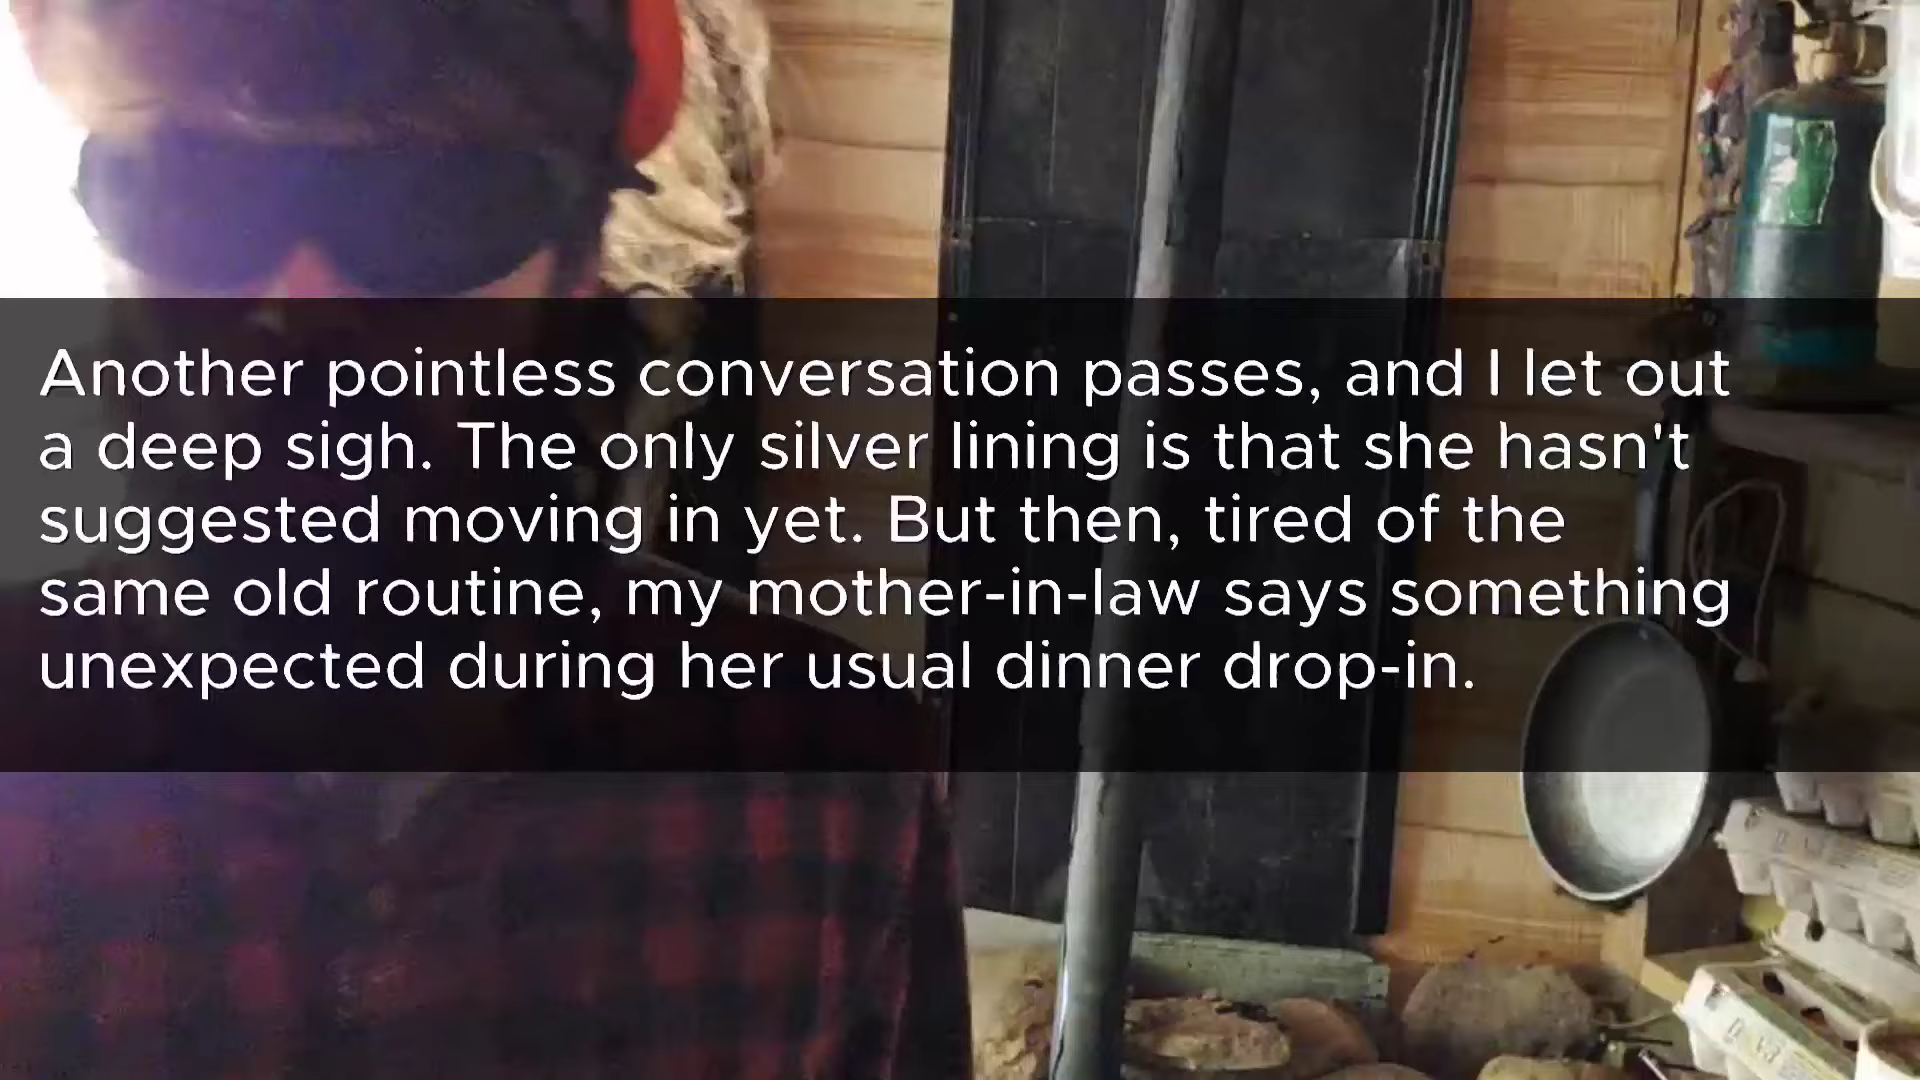 Another pointless conversation passes, and I let out
a deep sigh. The only silver lining is that she hasn't
suggested moving in yet. But then, tired of the
same old routine, my mother-in-law says something
unexpected during her usual dinner drop-in.